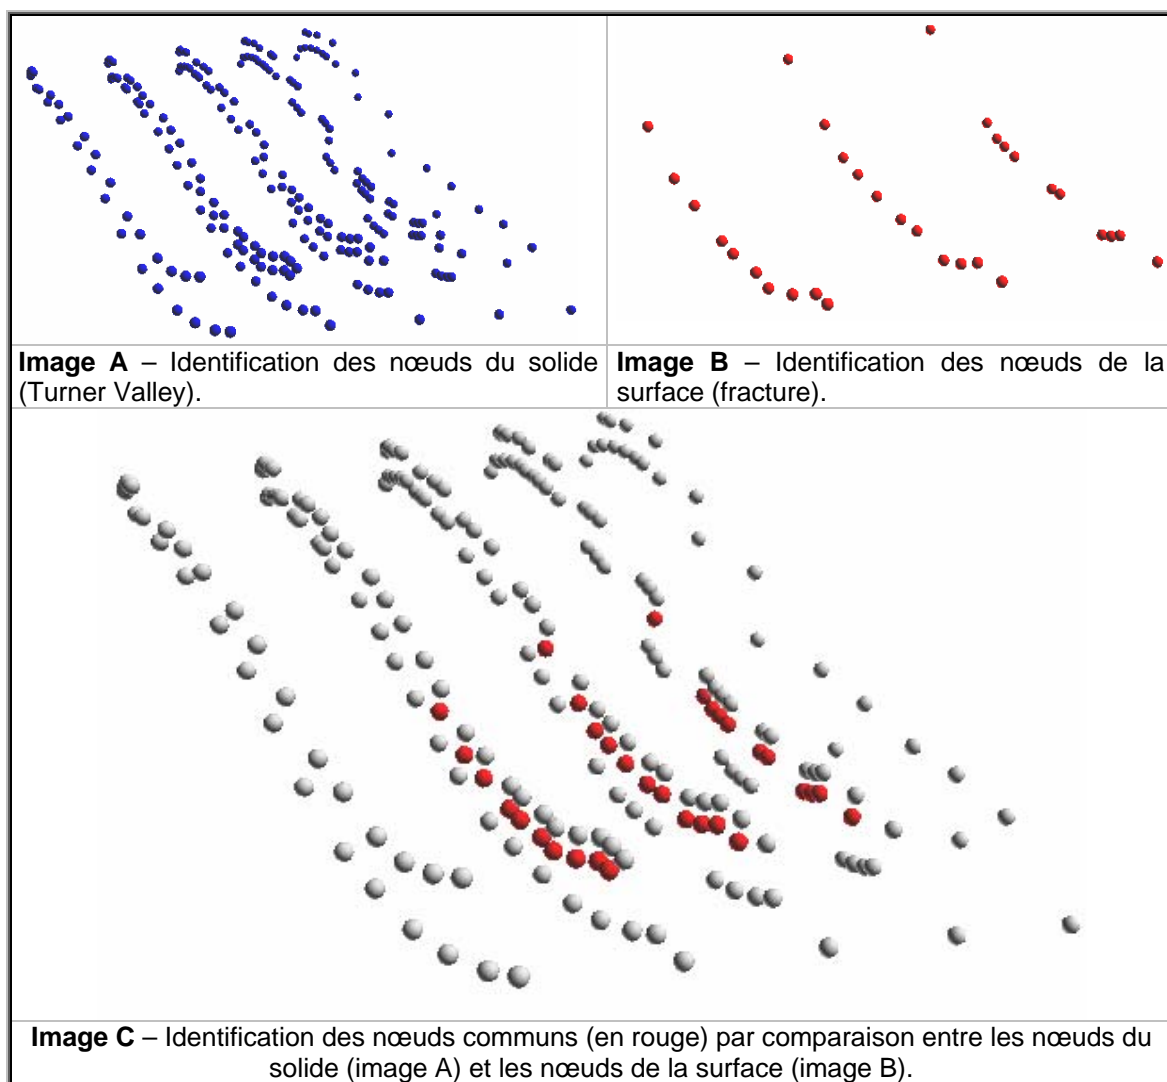 Image A – Identification des nœuds du solide
(Turner Valley).
Image B – Identification des nœuds de la
surface (fracture).
Image C – Identification des nœuds communs (en rouge) par comparaison entre les nœuds du
solide (image A) et les nœuds de la surface (image B).